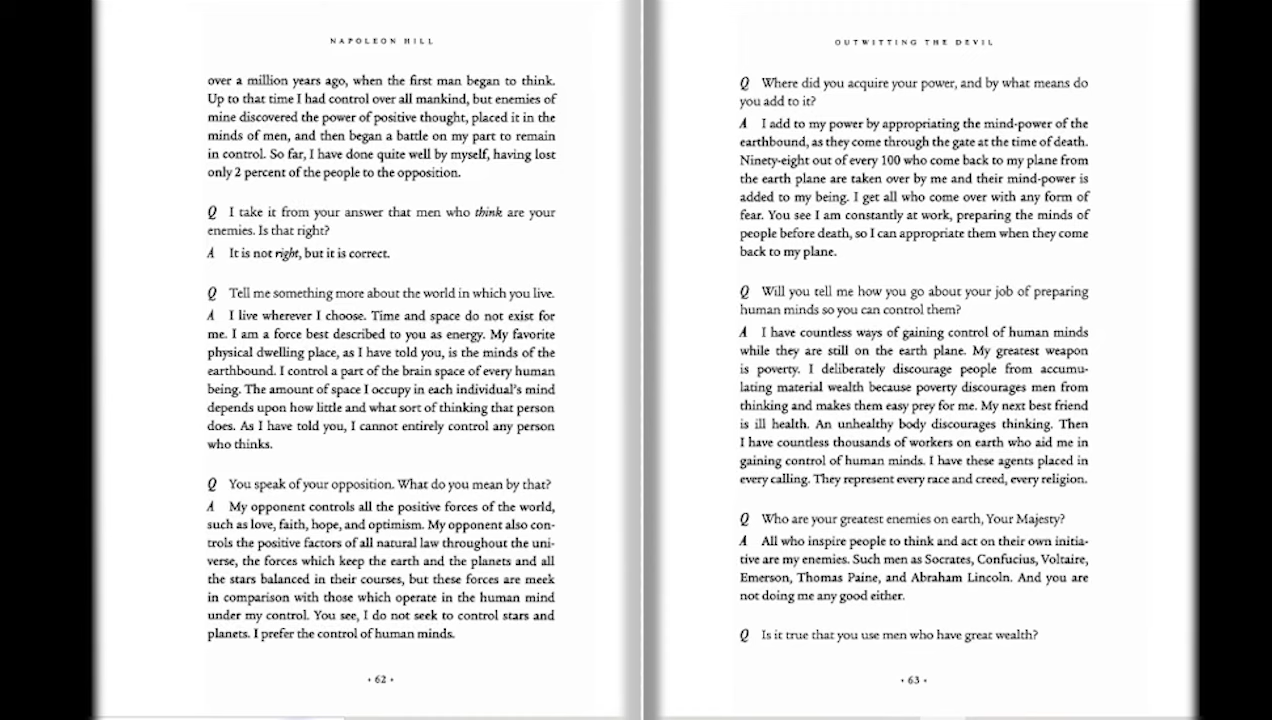 NAPOLEON HILL
over a million years ago, when the first man began to think.
Up to that time I had control over all mankind, but enemies of
mine discovered the power of positive thought, placed it in the
minds of men, and then began a battle on my part to remain
in control. So far, I have done quite well by myself, having lost
only 2 percent of the people to the opposition.
Q I take it from your answer that men who think are your
enemies. Is that right?
A It is not right, but it is correct.
Q Tell me something more about the world in which you live.
A I live wherever I choose. Time and space do not exist for
me. I am a force best described to you as energy. My favorite
physical dwelling place, as I have told you, is the minds of the
earthbound. I control a part of the brain space of every human
being. The amount of space I occupy in each individual's mind
depends upon how little and what sort of thinking that person
does. As I have told you, I cannot entirely control any person
who thinks.
Q You speak of your opposition. What do you mean by that?
A My opponent controls all the positive forces of the world,
such as love, faith, hope, and optimism. My opponent also con-
trols the positive factors of all natural law throughout the uni-
verse, the forces which keep the earth and the planets and all
the stars balanced in their courses, but these forces are meek
in comparison with those which operate in the human mind
under my control. You see, I do not seek to control stars and
planets. I prefer the control of human minds.
• 62 •
OUTWITTING THE DEVIL
Q Where did you acquire your power, and by what means do
you add to it?
A I add to my power by appropriating the mind-power of the
earthbound, as they come through the gate at the time of death.
Ninety-eight out of every 100 who come back to my plane from
the earth plane are taken over by me and their mind-power is
added to my being. I get all who come over with any form of
fear. You see I am constantly at work, preparing the minds of
people before death, so I can appropriate them when they come
back to my plane.
Q Will you tell me how you go about your job of preparing
human minds so you can control them?
A I have countless ways of gaining control of human minds
while they are still on the earth plane. My greatest weapon
is poverty. I deliberately discourage people from accumu-
lating material wealth because poverty discourages men from
thinking and makes them easy prey for me. My next best friend
is ill health. An unhealthy body discourages thinking. Then
I have countless thousands of workers on earth who aid me in
gaining control of human minds. I have these agents placed in
every calling. They represent every race and creed, every religion.
Q Who are your greatest enemies on earth, Your Majesty?
A All who inspire people to think and act on their own initia-
tive are my enemies. Such men as Socrates, Confucius, Voltaire,
Emerson, Thomas Paine, and Abraham Lincoln. And you are
not doing me any good either.
Q Is it true that you use men who have great wealth?
• 63 •